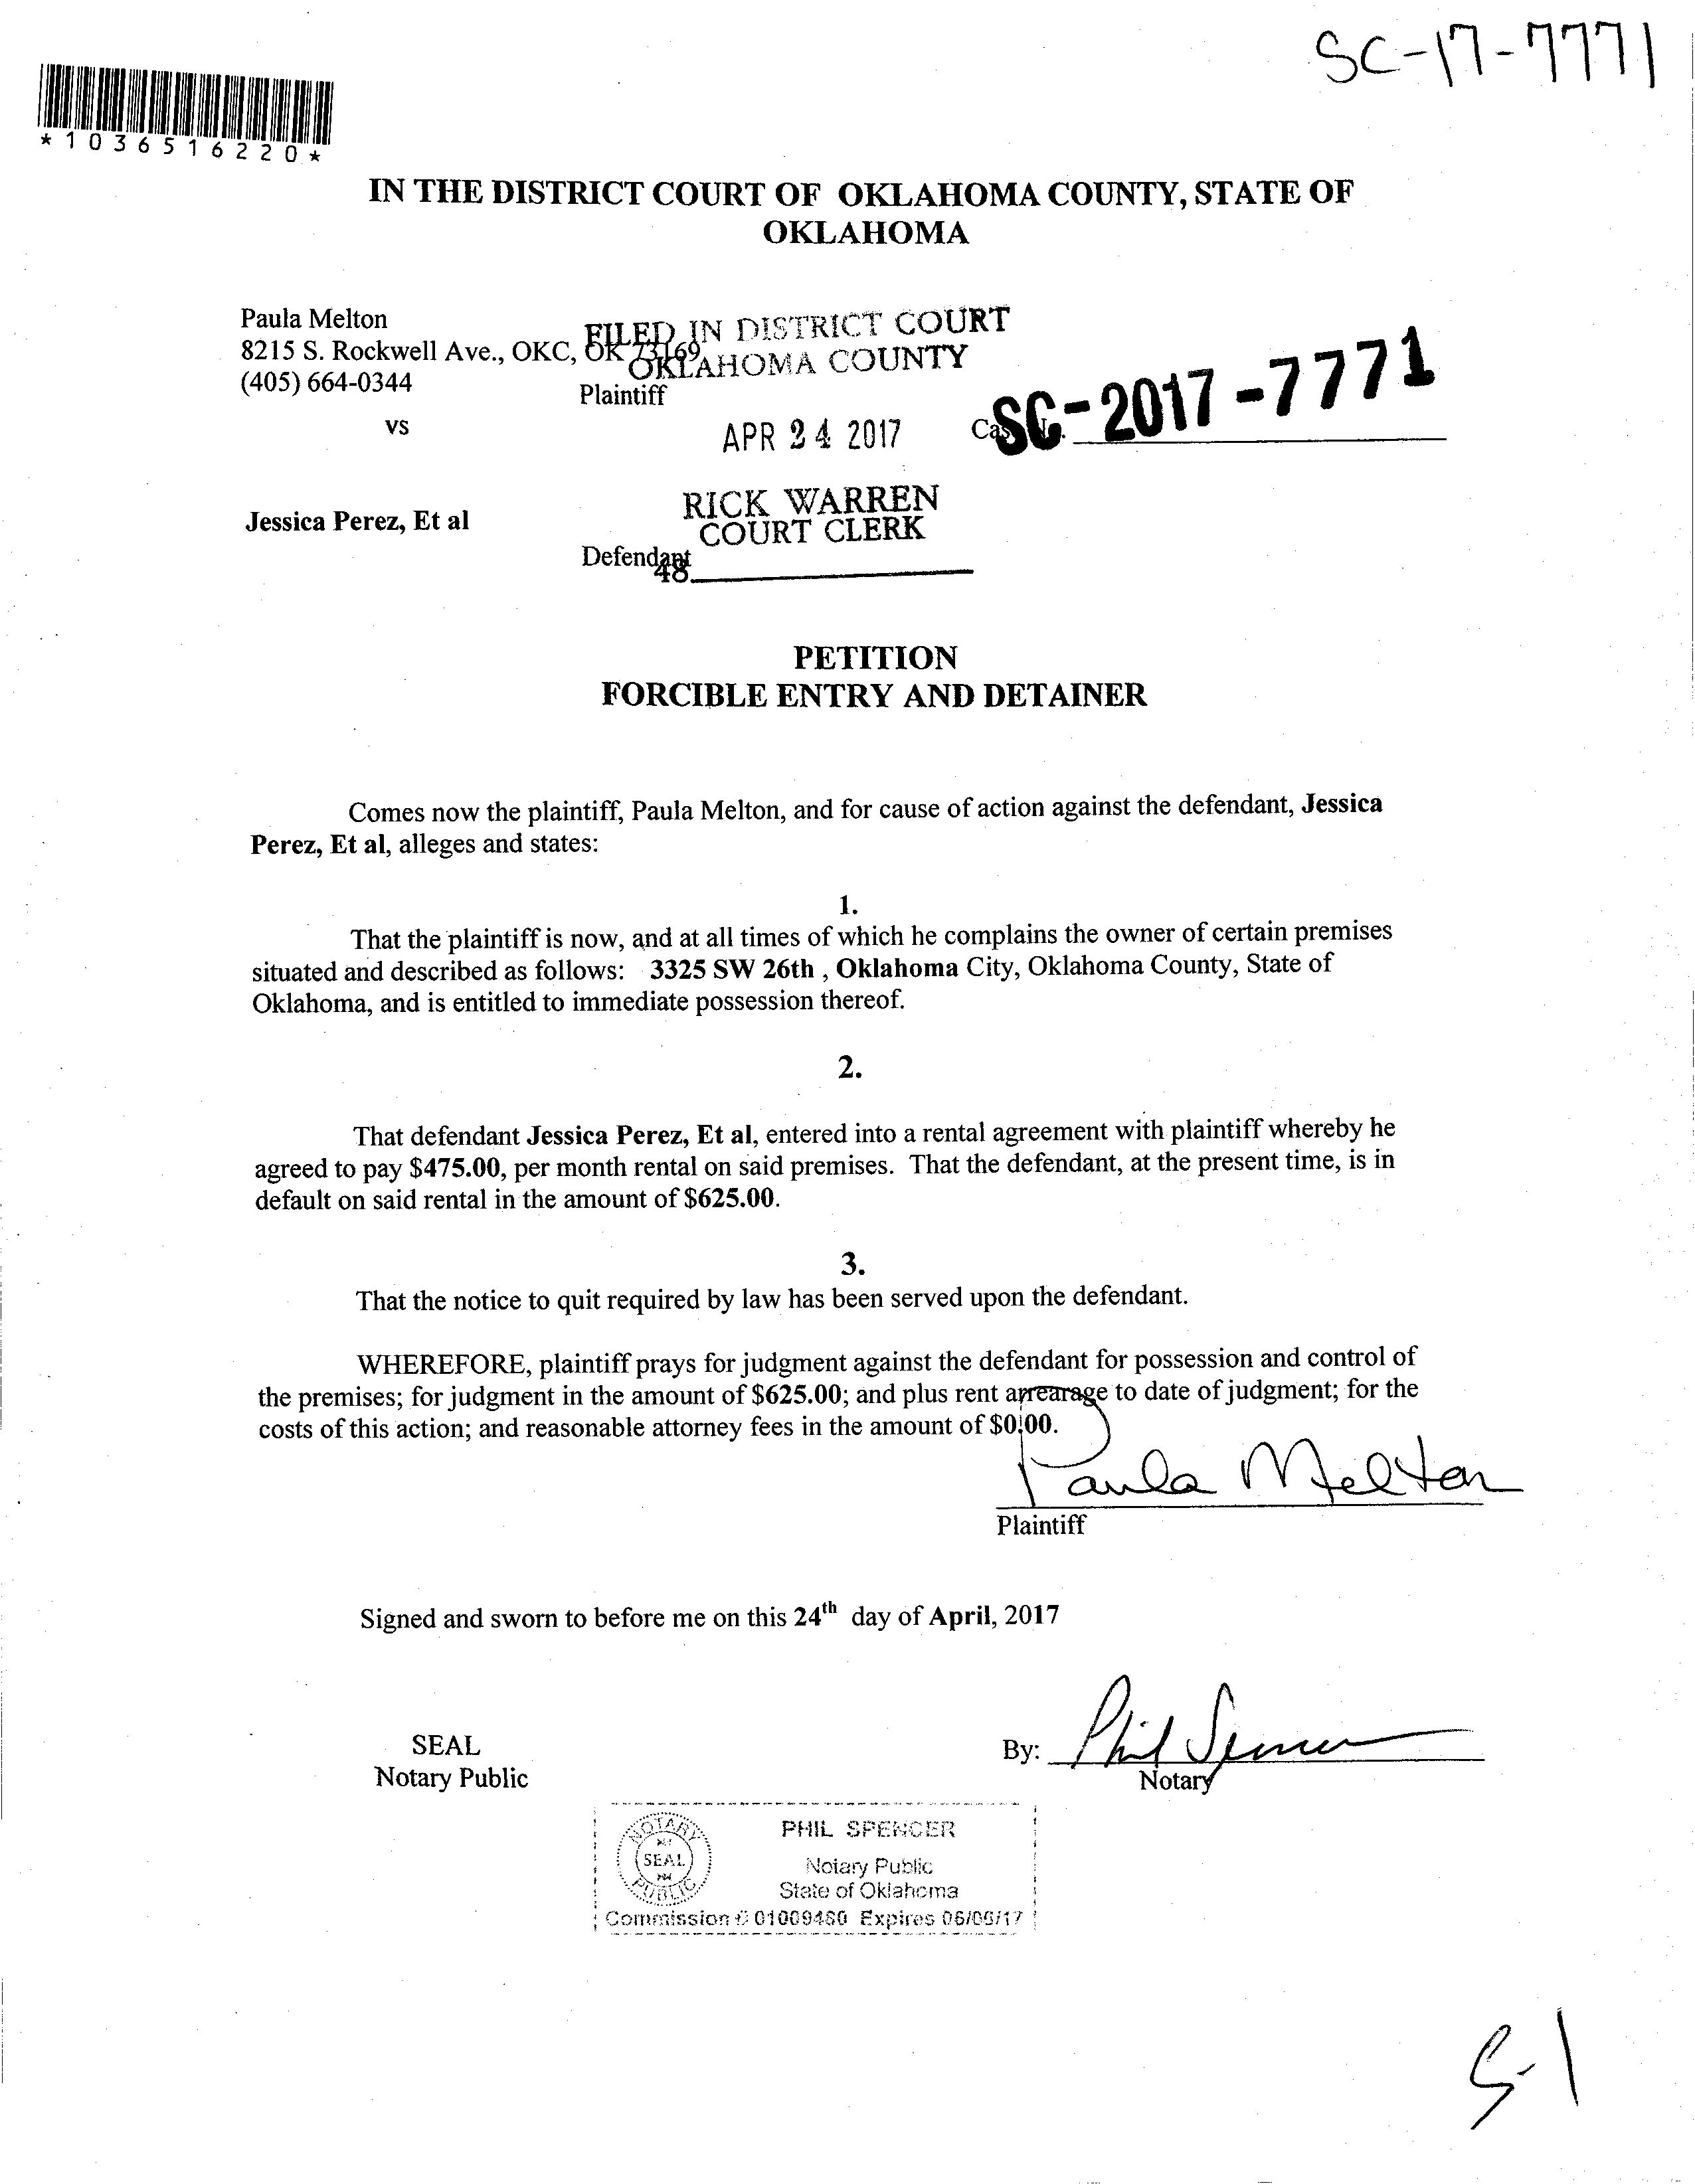 SC-17-7771
*1036516220*
IN THE DISTRICT COURT OF OKLAHOMA COUNTY, STATE OF
OKLAHOMA
Paula Melton
8215 S. Rockwell Ave., OKC, OK 73169
(405) 664-0344
Plaintiff
FILED IN DISTRICT COURT
OKLAHOMA COUNTY
vs
APR 24 2017
SC-2017-7771
RICK WARREN
COURT CLERK
Jessica Perez, Et al
Defendant
48
PETITION
FORCIBLE ENTRY AND DETAINER
Comes now the plaintiff, Paula Melton, and for cause of action against the defendant, Jessica
Perez, Et al, alleges and states:
1.
That the plaintiff is now, and at all times of which he complains the owner of certain premises
situated and described as follows: 3325 SW 26th , Oklahoma City, Oklahoma County, State of
Oklahoma, and is entitled to immediate possession thereof.
2.
That defendant Jessica Perez, Et al, entered into a rental agreement with plaintiff whereby he
agreed to pay $475.00, per month rental on said premises. That the defendant, at the present time, is in
default on said rental in the amount of $625.00.
3.
That the notice to quit required by law has been served upon the defendant.
WHEREFORE, plaintiff prays for judgment against the defendant for possession and control of
the premises; for judgment in the amount of $625.00; and plus rent arrearage to date of judgment; for the
costs of this action; and reasonable attorney fees in the amount of $0.00.
Paula Melton
Plaintiff
Signed and sworn to before me on this 24th day of April, 2017
SEAL
Notary Public
By: Phil Spencer
Notary
NOTARY
SEAL
PUBLIC
PHIL SPENCER
Notary Public
State of Oklahoma
Commission # 01009480 Expires
5-1